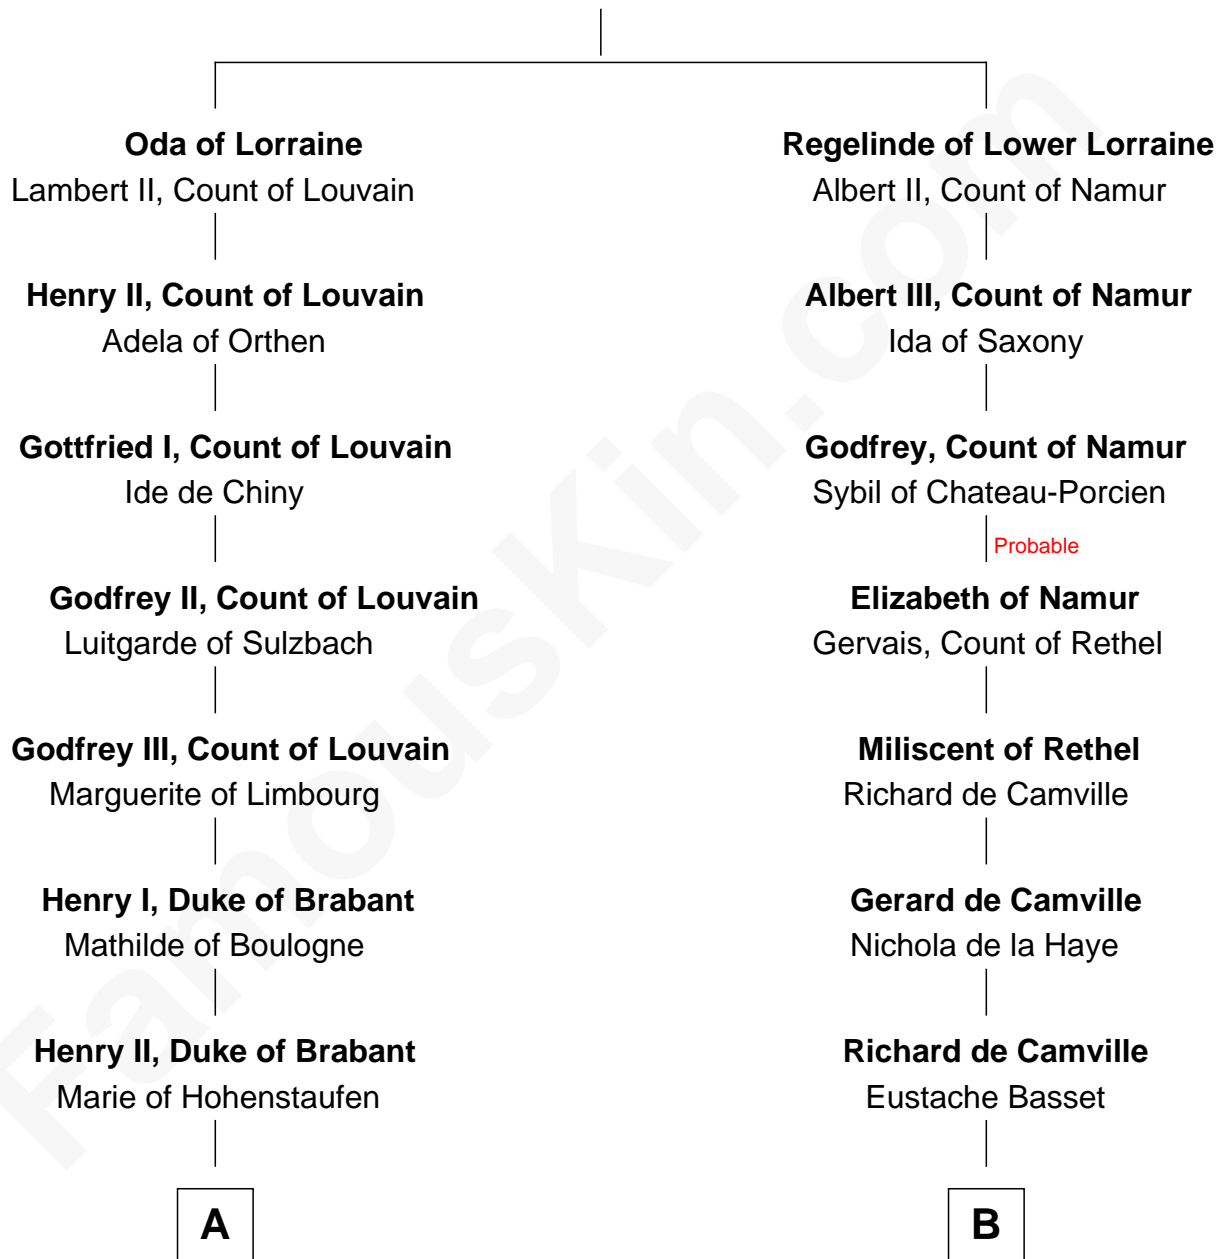 Oda of Lorraine
Lambert II, Count of Louvain
Regelinde of Lower Lorraine
Albert II, Count of Namur
Henry II, Count of Louvain
Adela of Orthen
Albert III, Count of Namur
Ida of Saxony
Gottfried I, Count of Louvain
Ide de Chiny
Godfrey, Count of Namur
Sybil of Chateau-Porcien
Probable
Godfrey II, Count of Louvain
Luitgarde of Sulzbach
Elizabeth of Namur
Gervais, Count of Rethel
Godfrey III, Count of Louvain
Marguerite of Limbourg
Miliscent of Rethel
Richard de Camville
Henry I, Duke of Brabant
Mathilde of Boulogne
Gerard de Camville
Nichola de la Haye
Henry II, Duke of Brabant
Marie of Hohenstaufen
Richard de Camville
Eustache Basset
A
B
FamousKin.com